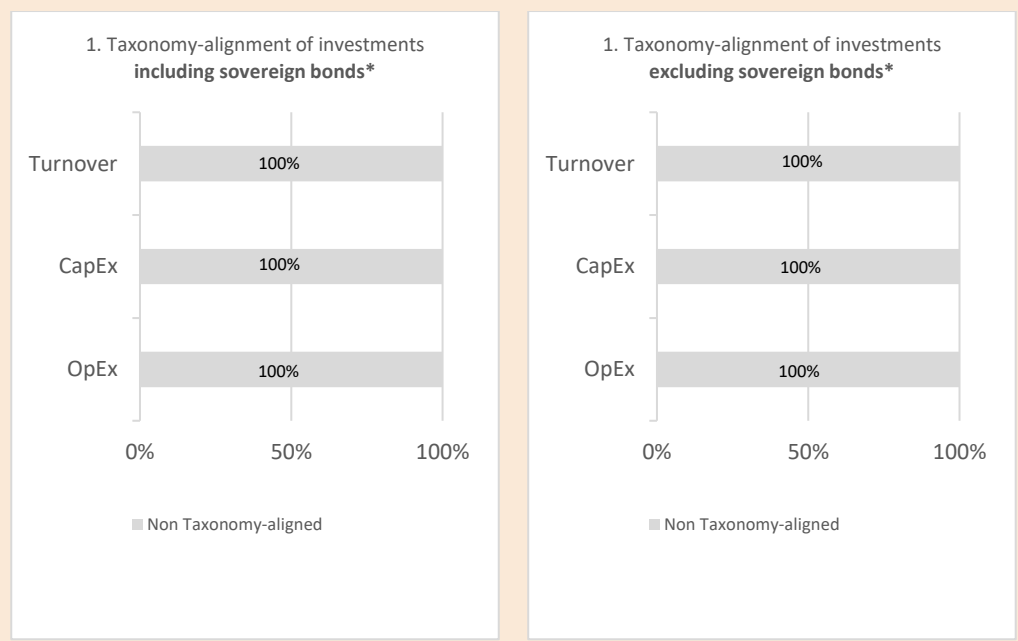 1. Taxonomy-alignment of investments
including sovereign bonds*
Turnover
100%
CapEx
100%
OpEx
100%
0%
50%
100%
Non Taxonomy-aligned
1. Taxonomy-alignment of investments
excluding sovereign bonds*
Turnover
100%
CapEx
100%
OpEx
100%
0%
50%
100%
Non Taxonomy-aligned